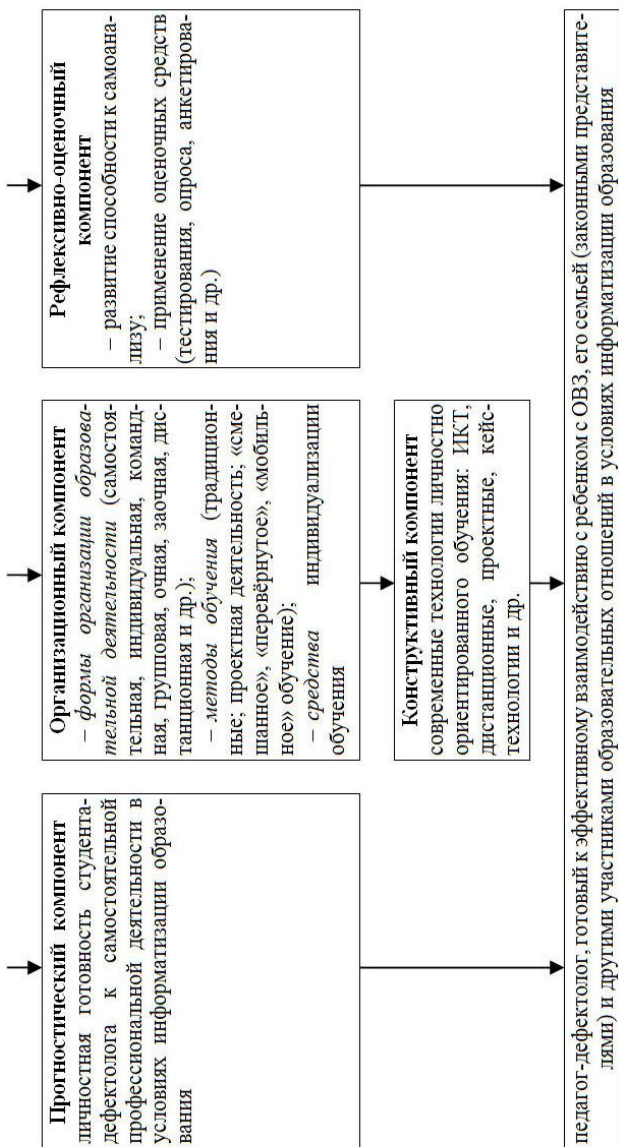 Прогностический компонент
личностная готовность студента-
дефектолога к самостоятельной
профессиональной деятельности в
условиях информатизации образо-
вания
Организационный компонент
– формы организации образова-
тельной деятельности (самостоя-
тельная, индивидуальная, команд-
ная, групповая, очная, заочная, дис-
танционная и др.);
– методы обучения (традицион-
ные; проектная деятельность; «сме-
шанное», «перевёрнутое», «мобиль-
ное» обучение);
– средства индивидуализации
обучения
Рефлексивно-оценочный
компонент
– развитие способности к самоана-
лизу;
– применение оценочных средств
(тестирования, опроса, анкетирова-
ния и др.)
Конструктивный компонент
современные технологии личностно
ориентированного обучения: ИКТ,
дистанционные, проектные, кейс-
технологии и др.
педагог-дефектолог, готовый к эффективному взаимодействию с ребенком с ОВЗ, его семьей (законными представите-
лями) и другими участниками образовательных отношений в условиях информатизации образования